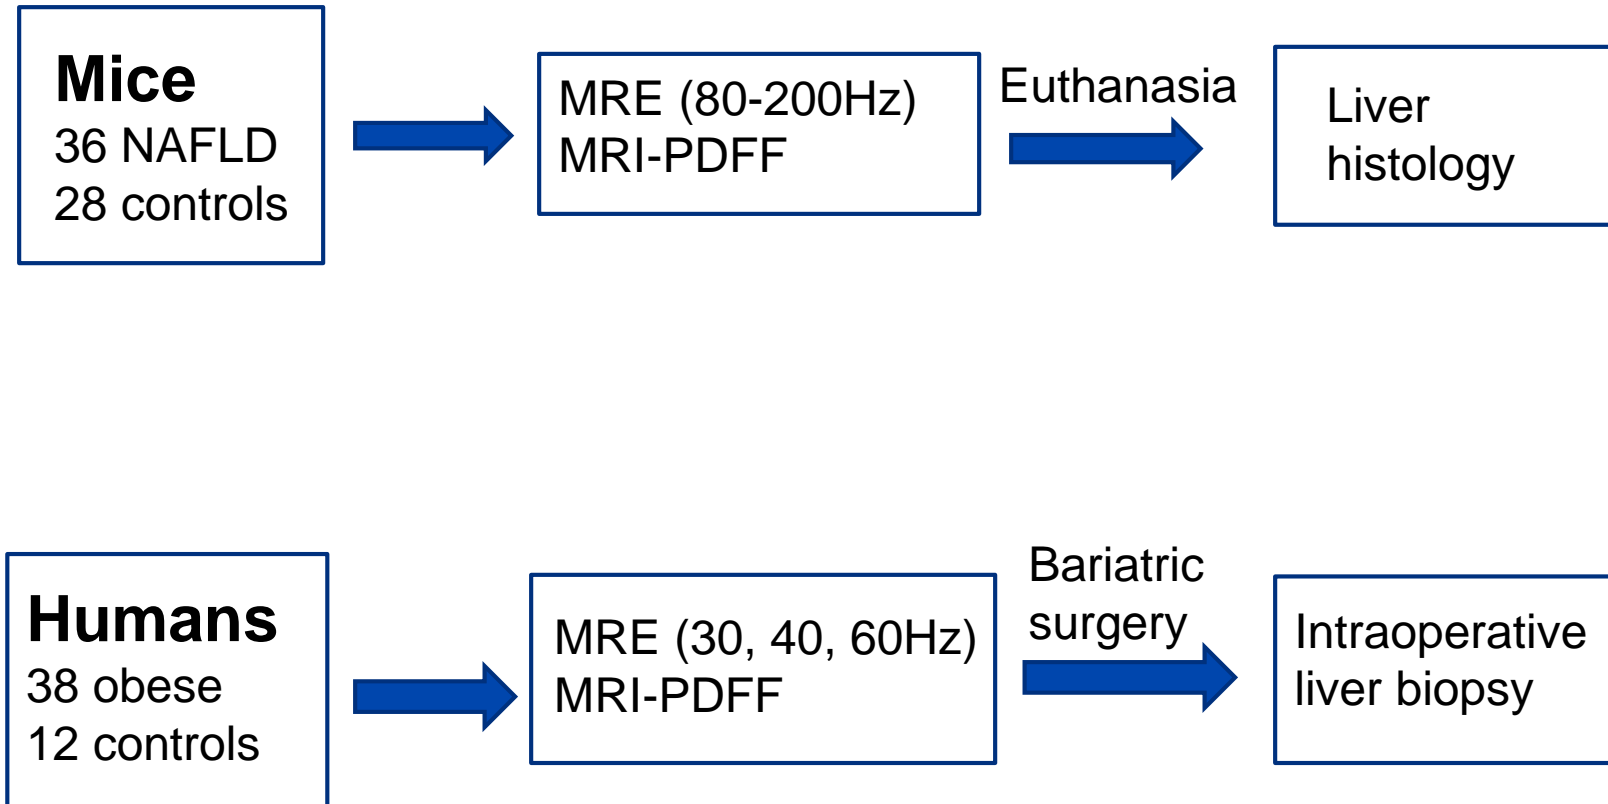 Mice
36 NAFLD
28 controls
MRE (80-200Hz)
MRI-PDFF
Euthanasia
Liver
histology
Humans
38 obese
12 controls
MRE (30, 40, 60Hz)
MRI-PDFF
Bariatric
surgery
Intraoperative
liver biopsy